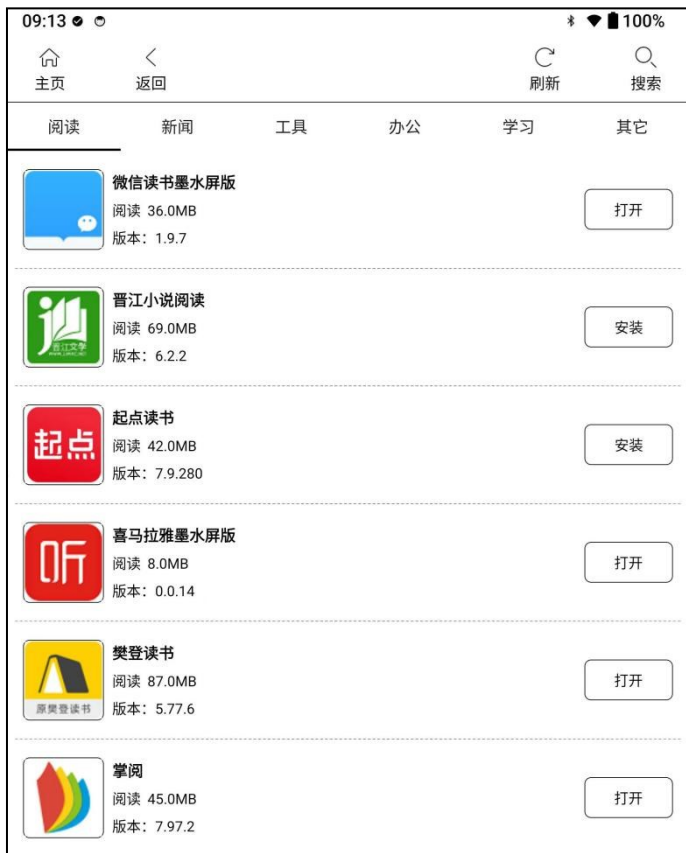 09:13
100%
主页
返回
刷新
搜索
阅读 新闻 工具 办公 学习 其它
微信读书墨水屏版
阅读 36.0MB
版本：1.9.7
打开
晋江文学
晋江小说阅读
阅读 69.0MB
版本：6.2.2
安装
起点
起点读书
阅读 42.0MB
版本：7.9.280
安装
听
喜马拉雅墨水屏版
阅读 8.0MB
版本：0.0.14
打开
原樊登读书
樊登读书
阅读 87.0MB
版本：5.77.6
打开
掌阅
阅读 45.0MB
版本：7.97.2
打开